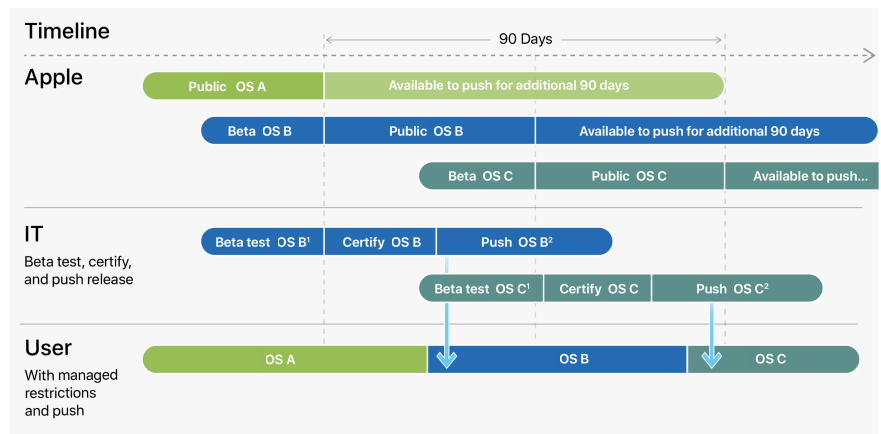 Timeline
90 Days
Apple
Public OS A
Available to push for additional 90 days
Beta OS B
Public OS B
Available to push for additional 90 days
Beta OS C
Public OS C
Available to push...
IT
Beta test, certify,
and push release
Beta test OS B¹
Certify OS B
Push OS B²
Beta test OS C¹
Certify OS C
Push OS C²
User
With managed
restrictions
and push
OS A
OS B
OS C